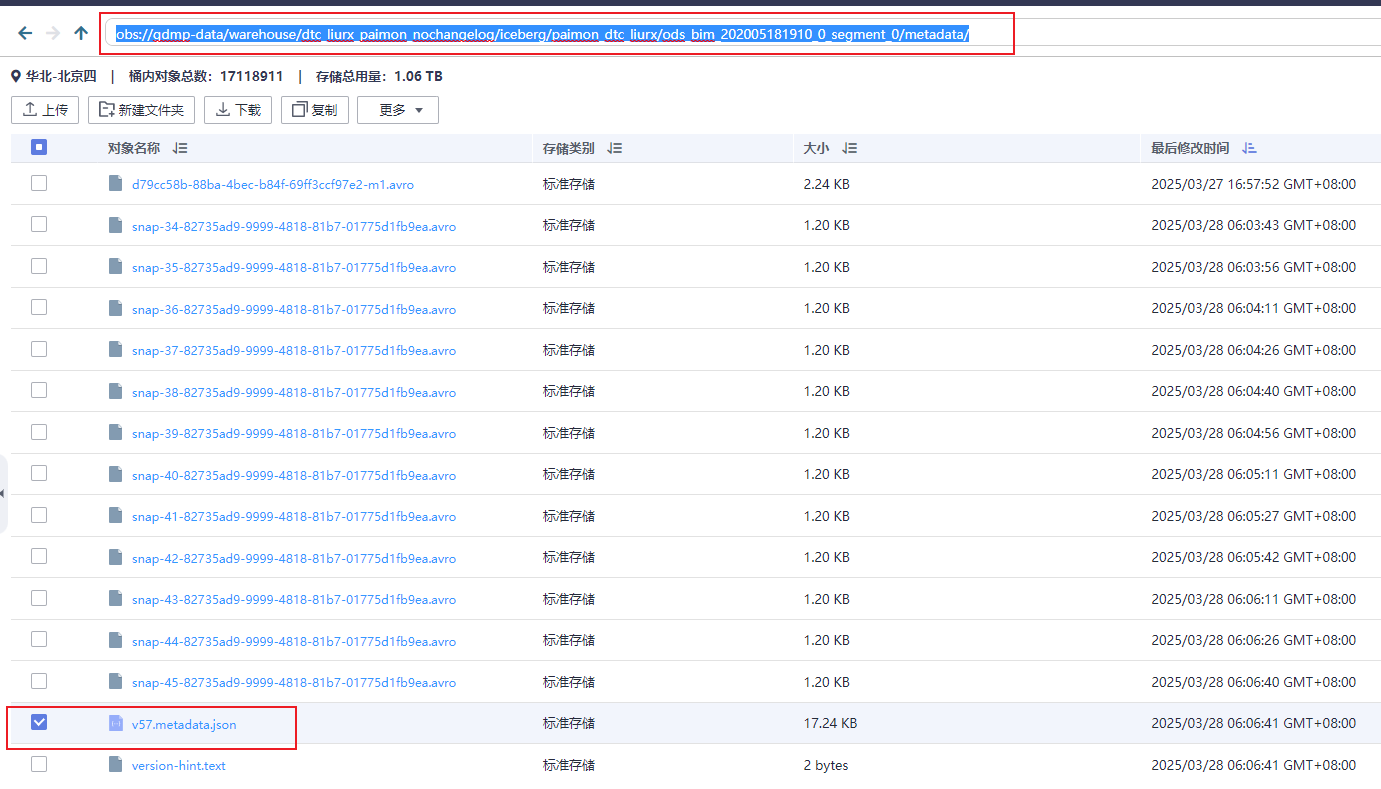 obs://gdmp-data/warehouse/dtc_liurx_paimon_nochangelog/iceberg/paimon_dtc_liurx/ods_bim_202005181910_0_segment_0/metadata/
华北-北京四 | 桶内对象总数：17118911 | 存储总用量：1.06 TB
上传 新建文件夹 下载 复制 更多
对象名称 存储类别 大小 最后修改时间
d79cc58b-88ba-4bec-b84f-69ff3ccf97e2-m1.avro 标准存储 2.24 KB 2025/03/27 16:57:52 GMT+08:00
snap-34-82735ad9-9999-4818-81b7-01775d1fb9ea.avro 标准存储 1.20 KB 2025/03/28 06:03:43 GMT+08:00
snap-35-82735ad9-9999-4818-81b7-01775d1fb9ea.avro 标准存储 1.20 KB 2025/03/28 06:03:56 GMT+08:00
snap-36-82735ad9-9999-4818-81b7-01775d1fb9ea.avro 标准存储 1.20 KB 2025/03/28 06:04:11 GMT+08:00
snap-37-82735ad9-9999-4818-81b7-01775d1fb9ea.avro 标准存储 1.20 KB 2025/03/28 06:04:26 GMT+08:00
snap-38-82735ad9-9999-4818-81b7-01775d1fb9ea.avro 标准存储 1.20 KB 2025/03/28 06:04:40 GMT+08:00
snap-39-82735ad9-9999-4818-81b7-01775d1fb9ea.avro 标准存储 1.20 KB 2025/03/28 06:04:56 GMT+08:00
snap-40-82735ad9-9999-4818-81b7-01775d1fb9ea.avro 标准存储 1.20 KB 2025/03/28 06:05:11 GMT+08:00
snap-41-82735ad9-9999-4818-81b7-01775d1fb9ea.avro 标准存储 1.20 KB 2025/03/28 06:05:27 GMT+08:00
snap-42-82735ad9-9999-4818-81b7-01775d1fb9ea.avro 标准存储 1.20 KB 2025/03/28 06:05:42 GMT+08:00
snap-43-82735ad9-9999-4818-81b7-01775d1fb9ea.avro 标准存储 1.20 KB 2025/03/28 06:06:11 GMT+08:00
snap-44-82735ad9-9999-4818-81b7-01775d1fb9ea.avro 标准存储 1.20 KB 2025/03/28 06:06:26 GMT+08:00
snap-45-82735ad9-9999-4818-81b7-01775d1fb9ea.avro 标准存储 1.20 KB 2025/03/28 06:06:40 GMT+08:00
v57.metadata.json 标准存储 17.24 KB 2025/03/28 06:06:41 GMT+08:00
version-hint.text 标准存储 2 bytes 2025/03/28 06:06:41 GMT+08:00